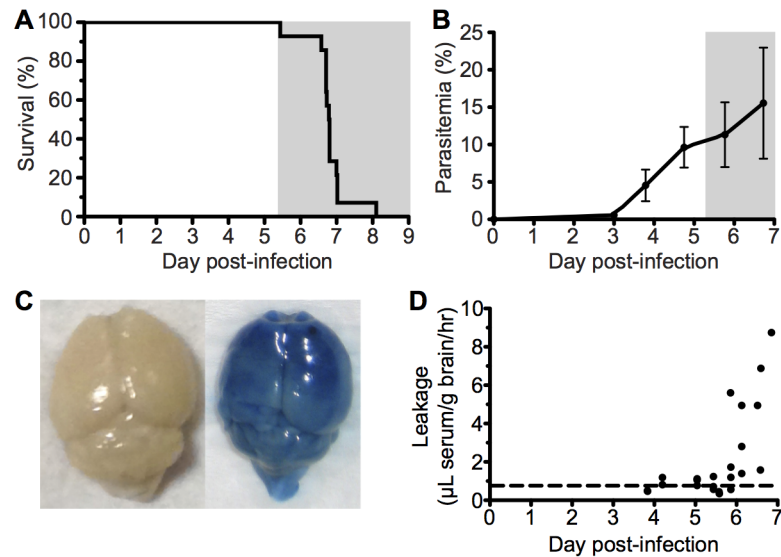 A
Survival (%)
100
80
60
40
20
0
0 1 2 3 4 5 6 7 8 9
Day post-infection
B
Parasitemia (%)
25
20
15
10
5
0
0 1 2 3 4 5 6 7
Day post-infection
C
D
Leakage
(µL serum/g brain/hr)
10
8
6
4
2
0
0 1 2 3 4 5 6 7
Day post-infection